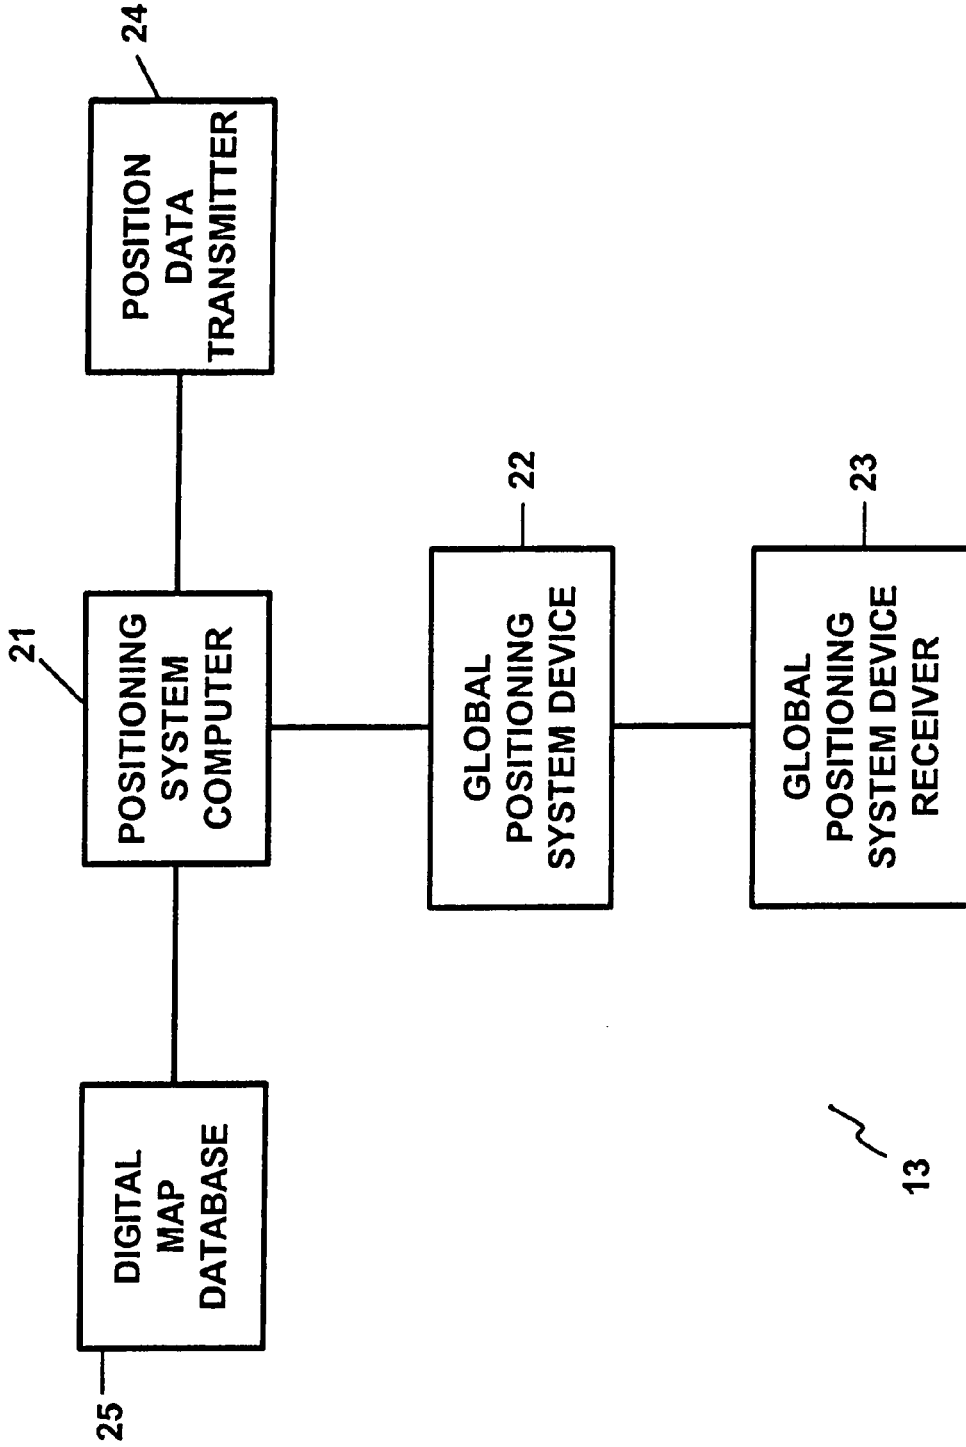 21
24
25
DIGITAL
MAP
DATABASE
POSITIONING
SYSTEM
COMPUTER
POSITION
DATA
TRANSMITTER
GLOBAL
POSITIONING
SYSTEM DEVICE
22
GLOBAL
POSITIONING
SYSTEM DEVICE
RECEIVER
23
13